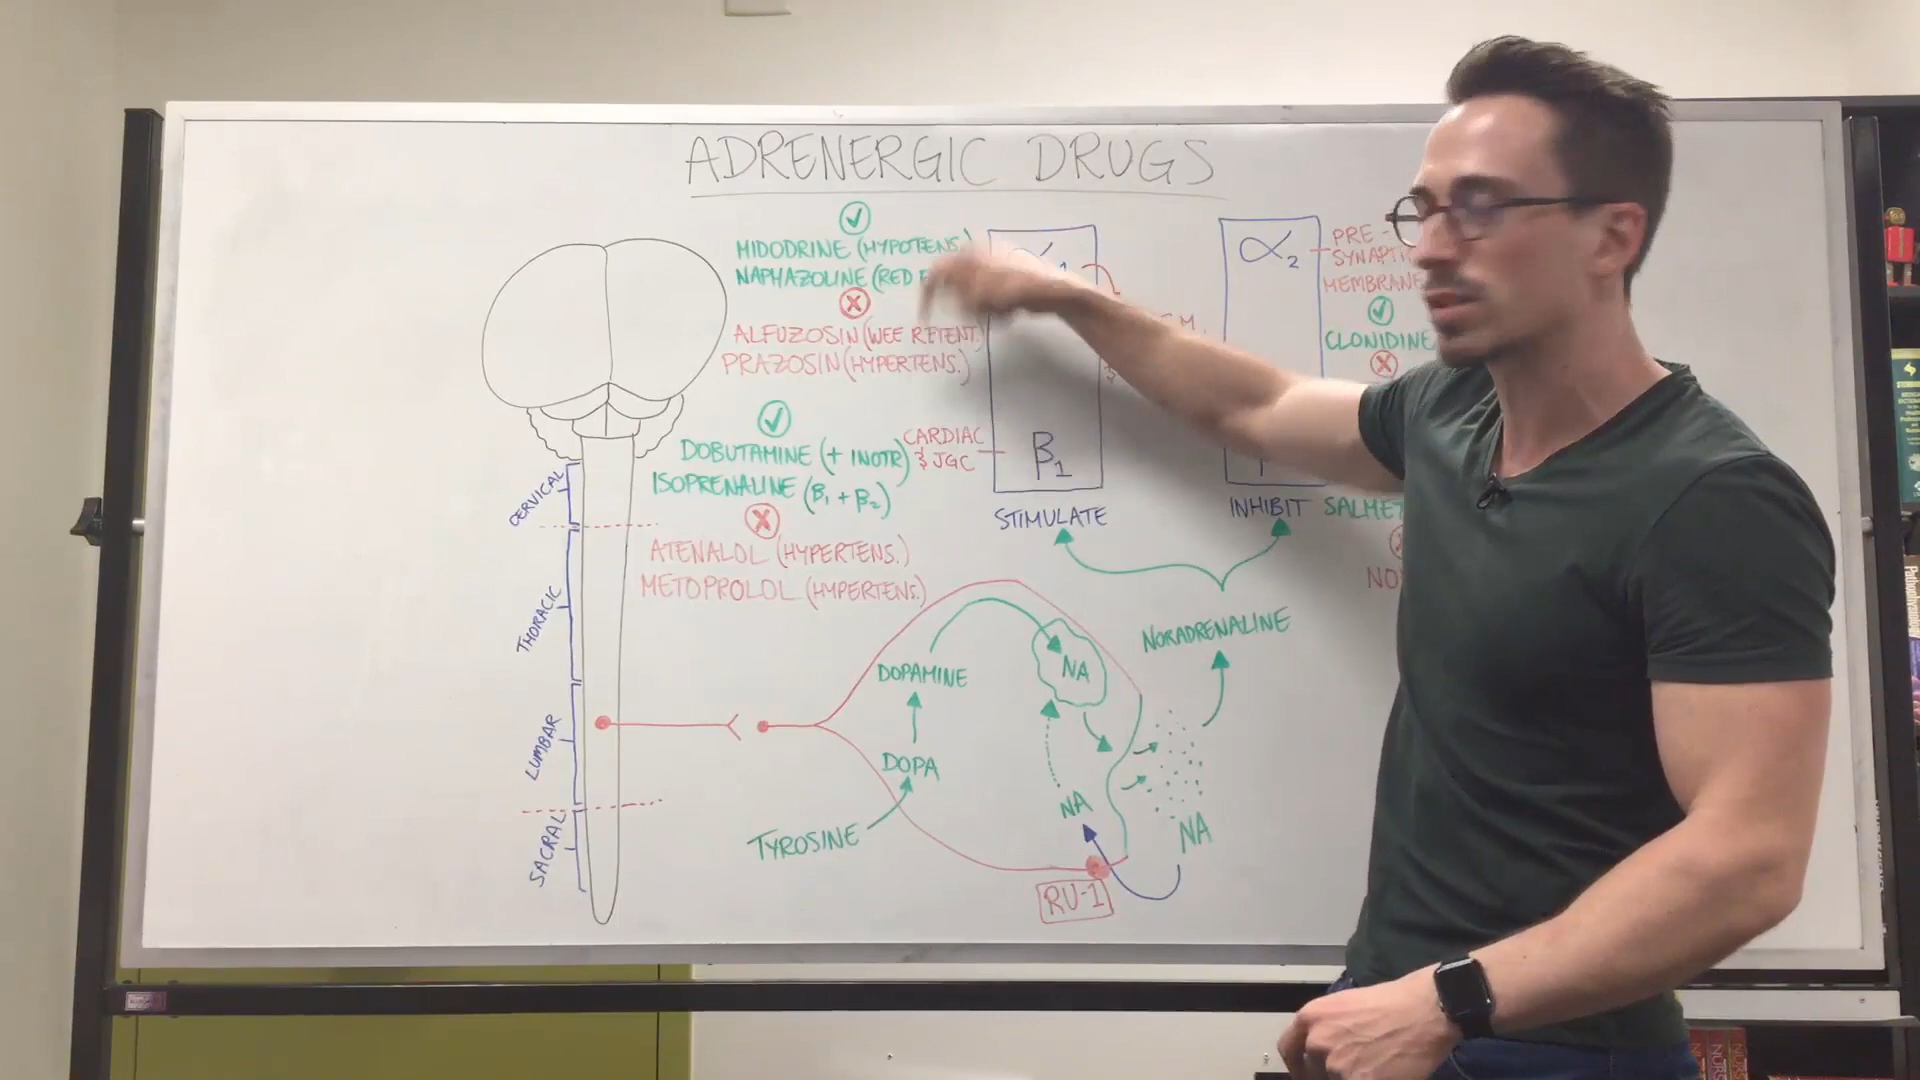 ADRENERGIC DRUGS
MIDODRINE (HYPOTENS.)
NAPHAZOLINE (RED
ALFUZOSIN (WEE RETENT.)
PRAZOSIN (HYPERTENS.)
DOBUTAMINE (+ INOTR)
ISOPRENALINE (β1 + β2)
ATENALOL (HYPERTENS.)
METOPROLOL (HYPERTENS.)
CARDIAC
& JGC
β1
STIMULATE
α2
PRE-
SYNAPTI
MEMBRANE
CLONIDINE
INHIBIT
SALMET
NORADRENALINE
CERVICAL
THORACIC
LUMBAR
SACRAL
TYROSINE
DOPA
DOPAMINE
NA
NA
NA
RU-1